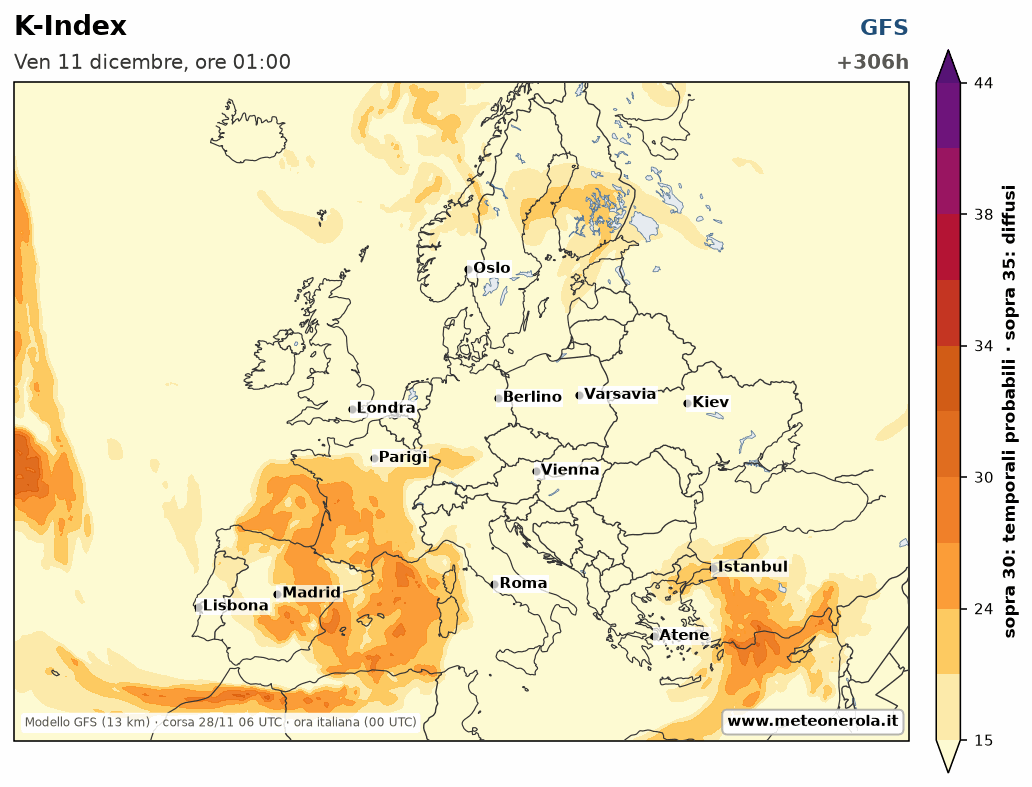 K-Index
GFS
Ven 11 dicembre, ore 01:00
+306h
44
38
34
30
24
15
sopra 30: temporali probabili · sopra 35: diffusi
Oslo
Berlino
Varsavia
Kiev
Londra
Parigi
Vienna
Istanbul
Roma
Madrid
Lisbona
Atene
Modello GFS (13 km) · corsa 28/11 06 UTC · ora italiana (00 UTC)
www.meteonerola.it